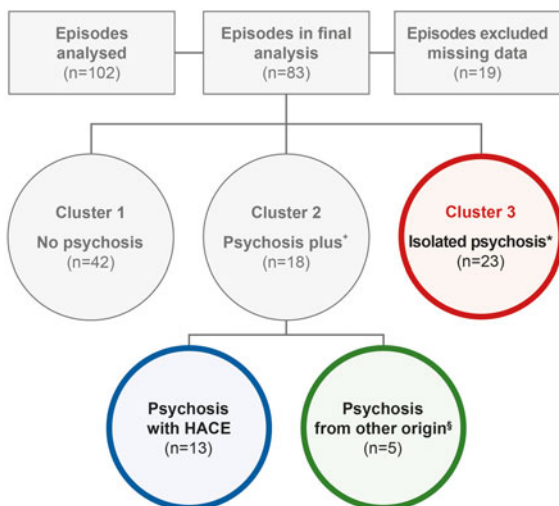 Episodes
analysed
(n=102)
Episodes in final
analysis
(n=83)
Episodes excluded
missing data
(n=19)
Cluster 1
No psychosis
(n=42)
Cluster 2
Psychosis plus⁺
(n=18)
Cluster 3
Isolated psychosis*
(n=23)
Psychosis
with HACE
(n=13)
Psychosis
from other origin§
(n=5)